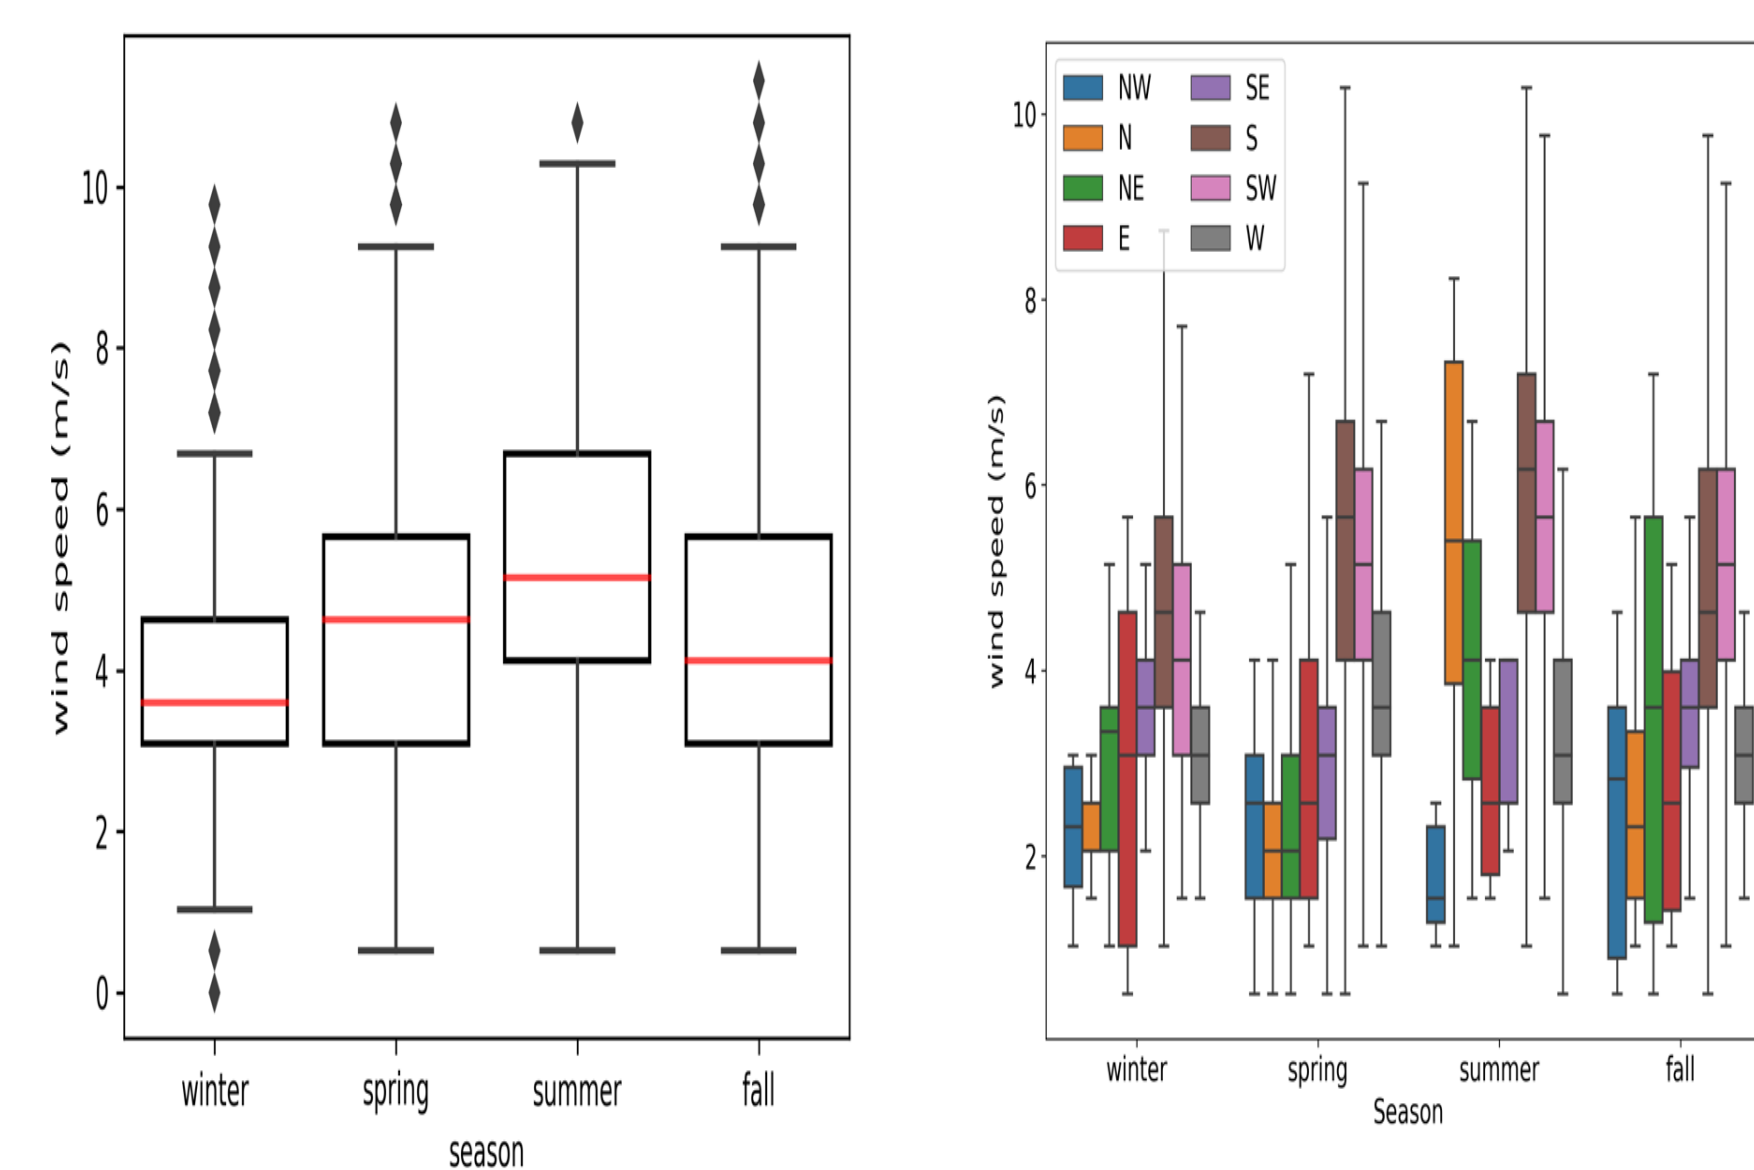 wind speed (m/s)
10
8
6
4
2
0
winter spring summer fall
season
wind speed (m/s)
10
8
6
4
2
NW SE
N S
NE SW
E W
winter spring summer fall
Season